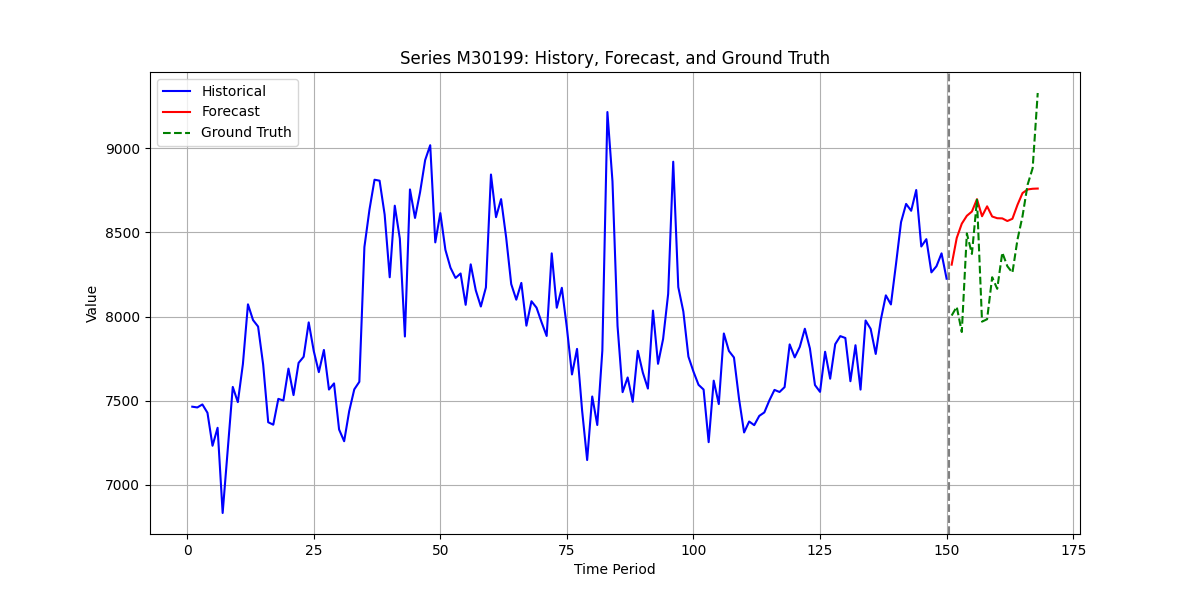 Series M30199: History, Forecast, and Ground Truth
Historical
Forecast
Ground Truth
9000
8500
8000
7500
7000
Value
0 25 50 75 100 125 150 175
Time Period